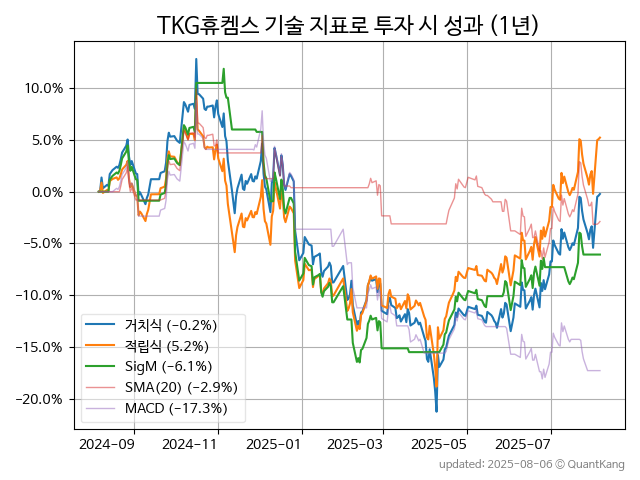 TKG휴켐스 기술 지표로 투자 시 성과 (1년)
10.0%
5.0%
0.0%
−5.0%
−10.0%
−15.0%
−20.0%
거치식 (−0.2%)
적립식 (5.2%)
SigM (−6.1%)
SMA(20) (−2.9%)
MACD (−17.3%)
2024-09 2024-11 2025-01 2025-03 2025-05 2025-07
updated: 2025-08-06 ⓒ QuantKang